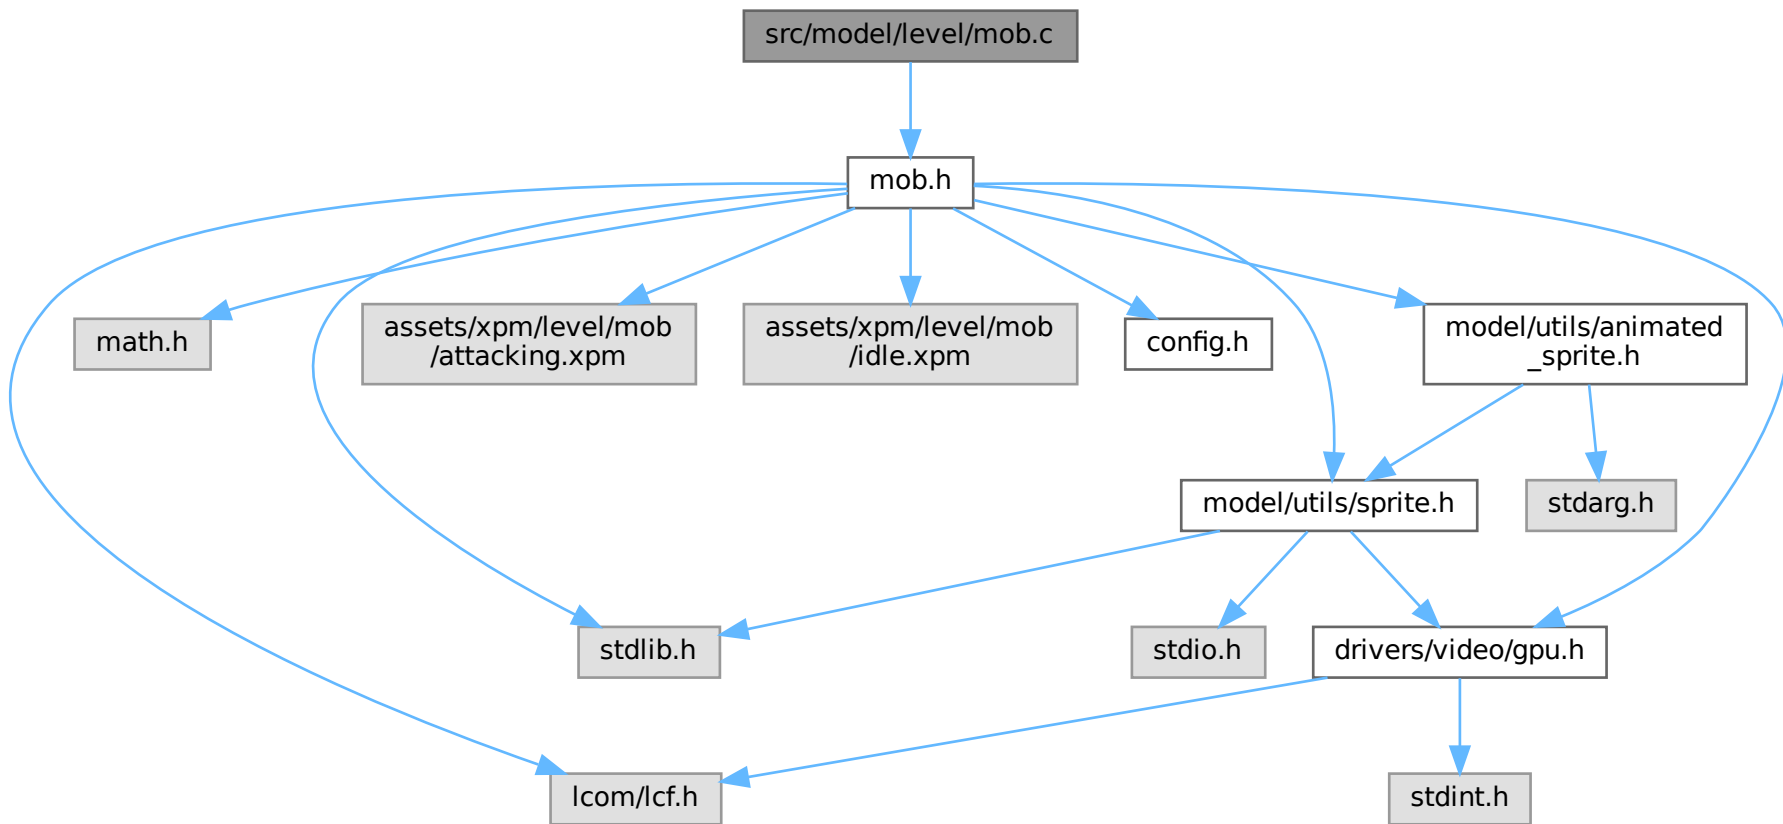 src/model/level/mob.c
mob.h
math.h
assets/xpm/level/mob
/attacking.xpm
assets/xpm/level/mob
/idle.xpm
config.h
model/utils/animated
_sprite.h
model/utils/sprite.h
stdarg.h
stdlib.h
stdio.h
drivers/video/gpu.h
lcom/lcf.h
stdint.h